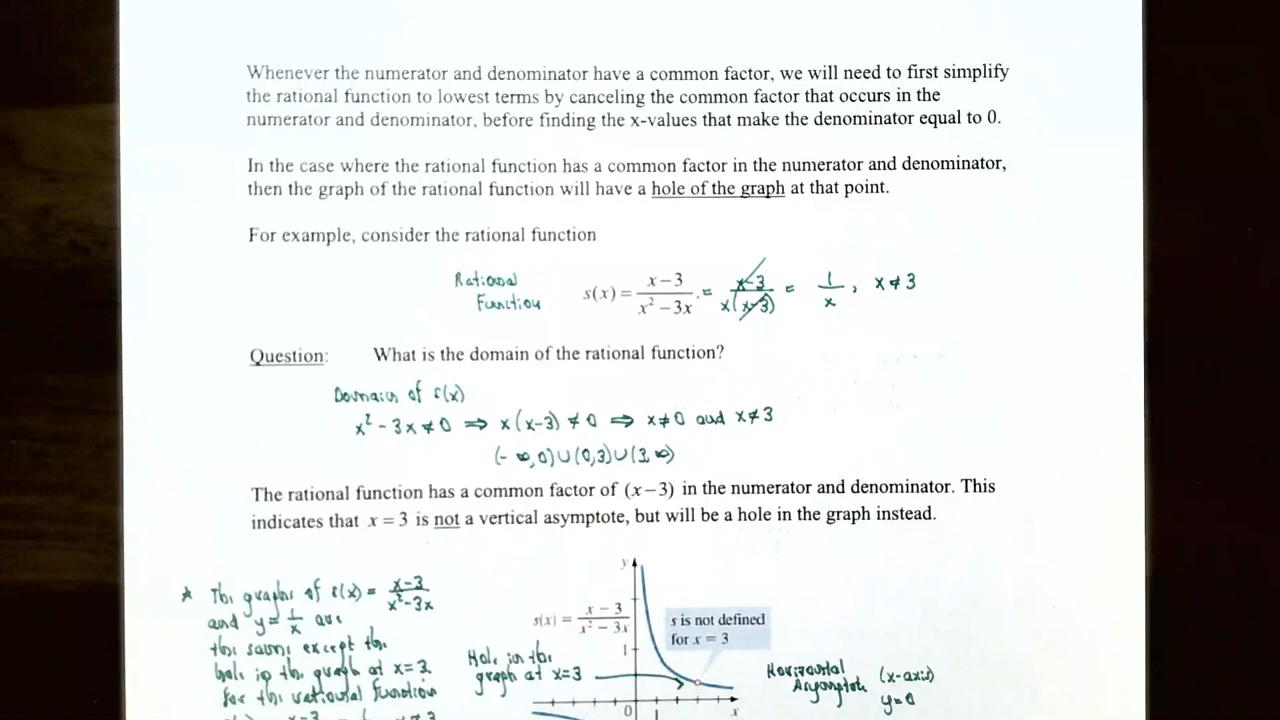 Whenever the numerator and denominator have a common factor, we will need to first simplify
the rational function to lowest terms by canceling the common factor that occurs in the
numerator and denominator, before finding the x-values that make the denominator equal to 0.
In the case where the rational function has a common factor in the numerator and denominator,
then the graph of the rational function will have a hole of the graph at that point.
For example, consider the rational function
Rational
Function
s(x) = (x−3)/(x² −3x) = (x-3)/(x(x-3)) = 1/x , x≠3
Question: What is the domain of the rational function?
Domain of s(x)
x² - 3x ≠ 0 ⇒ x(x-3) ≠ 0 ⇒ x≠0 and x≠3
(-∞,0)∪(0,3)∪(3,∞)
The rational function has a common factor of (x−3) in the numerator and denominator. This
indicates that x = 3 is not a vertical asymptote, but will be a hole in the graph instead.
* The graphs of s(x) = (x-3)/(x²-3x)
and y = 1/x are
the same except the
hole in the graph at x=3
for the rational function
x-3 1 x≠3
y
s(x) = (x − 3)/(x² − 3x)
s is not defined
for x = 3
1
Hole in the
graph at x=3
0 1 x
Horizontal
Asymptote
(x-axis)
y=0